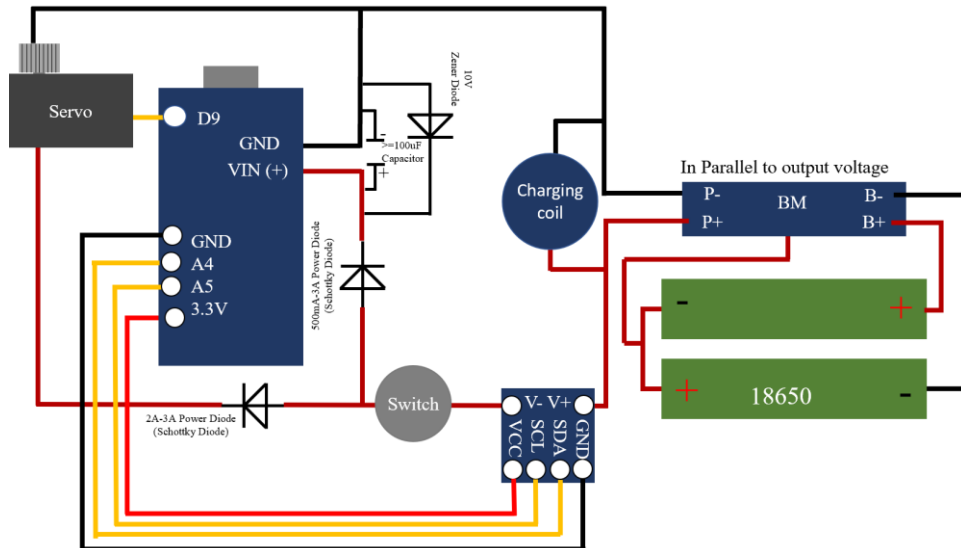 Servo
D9
GND
VIN (+)
GND
A4
A5
3.3V
-
>=100uF
Capacitor
+
10V
Zener Diode
500mA-3A Power Diode
(Schottky Diode)
2A-3A Power Diode
(Schottky Diode)
Switch
Charging
coil
In Parallel to output voltage
P-
BM
B-
P+
B+
-
+
+
18650
-
V-
V+
VCC
SCL
SDA
GND